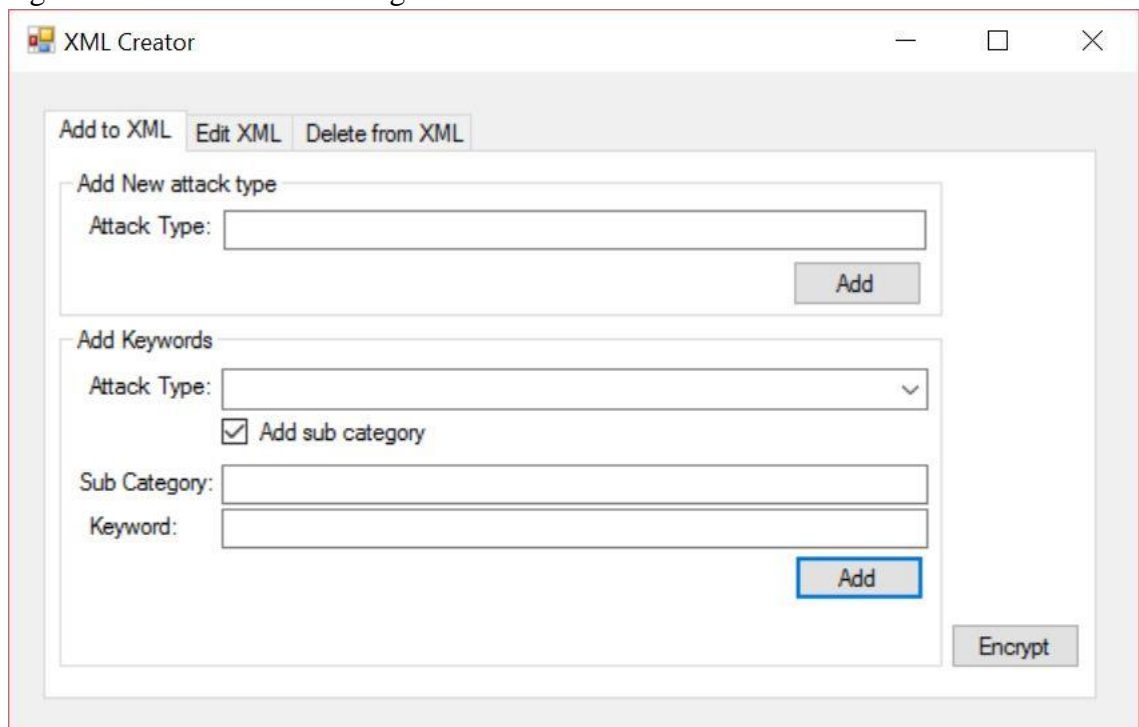 XML Creator
Add to XML Edit XML Delete from XML
Add New attack type
Attack Type:
Add
Add Keywords
Attack Type:
Add sub category
Sub Category:
Keyword:
Add
Encrypt